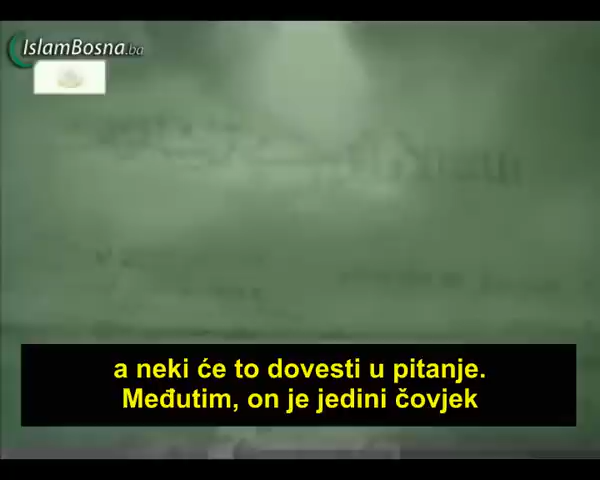 IslamBosna.ba
a neki će to dovesti u pitanje.
Međutim, on je jedini čovjek